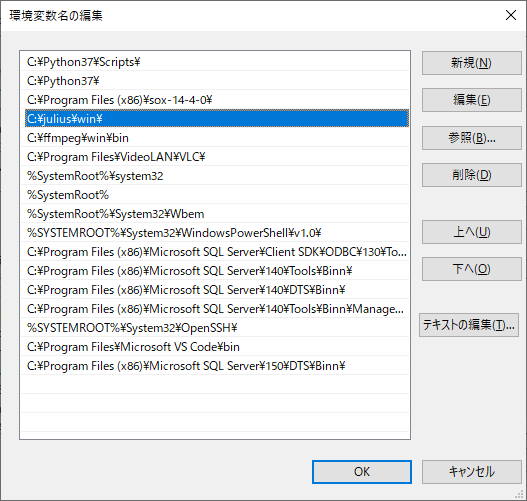 環境変数名の編集
C:¥Python37¥Scripts¥
C:¥Python37¥
C:¥Program Files (x86)¥sox-14-4-0¥
C:¥julius¥win¥
C:¥ffmpeg¥win¥bin
C:¥Program Files¥VideoLAN¥VLC¥
%SystemRoot%¥system32
%SystemRoot%
%SystemRoot%¥System32¥Wbem
%SYSTEMROOT%¥System32¥WindowsPowerShell¥v1.0¥
C:¥Program Files (x86)¥Microsoft SQL Server¥Client SDK¥ODBC¥130¥To...
C:¥Program Files (x86)¥Microsoft SQL Server¥140¥Tools¥Binn¥
C:¥Program Files (x86)¥Microsoft SQL Server¥140¥DTS¥Binn¥
C:¥Program Files (x86)¥Microsoft SQL Server¥140¥Tools¥Binn¥Manage...
%SYSTEMROOT%¥System32¥OpenSSH¥
C:¥Program Files¥Microsoft VS Code¥bin
C:¥Program Files (x86)¥Microsoft SQL Server¥150¥DTS¥Binn¥
新規(N)
編集(E)
参照(B)...
削除(D)
上へ(U)
下へ(O)
テキストの編集(T)...
OK
キャンセル